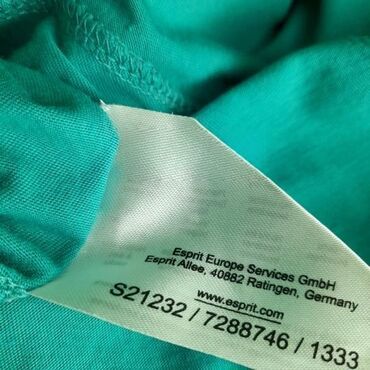 Esprit Europe Services GmbH
Esprit Allee, 40882 Ratingen, Germany
www.esprit.com
S21232 / 7288746 / 1333